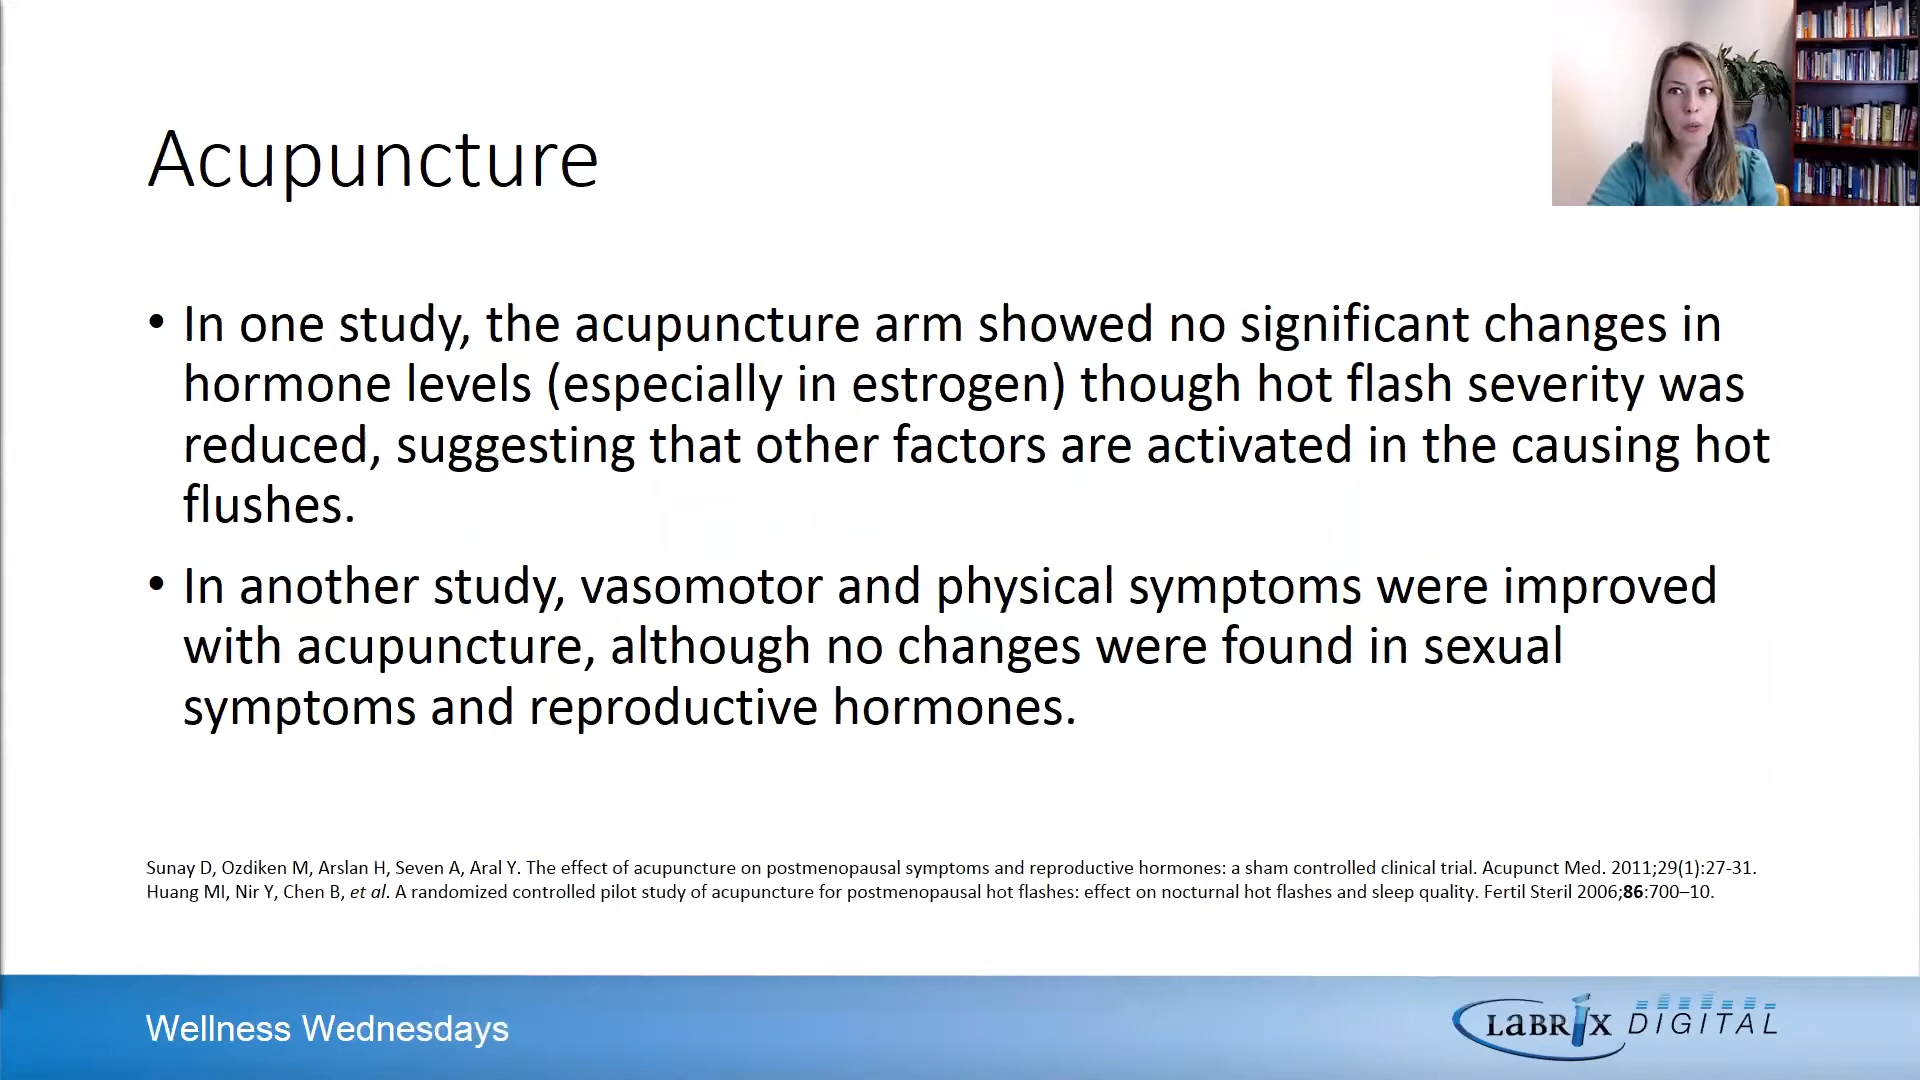 Acupuncture
• In one study, the acupuncture arm showed no significant changes in
hormone levels (especially in estrogen) though hot flash severity was
reduced, suggesting that other factors are activated in the causing hot
flushes.
• In another study, vasomotor and physical symptoms were improved
with acupuncture, although no changes were found in sexual
symptoms and reproductive hormones.
Sunay D, Ozdiken M, Arslan H, Seven A, Aral Y. The effect of acupuncture on postmenopausal symptoms and reproductive hormones: a sham controlled clinical trial. Acupunct Med. 2011;29(1):27-31.
Huang MI, Nir Y, Chen B, et al. A randomized controlled pilot study of acupuncture for postmenopausal hot flashes: effect on nocturnal hot flashes and sleep quality. Fertil Steril 2006;86:700–10.
Wellness Wednesdays
LABRIX DIGITAL